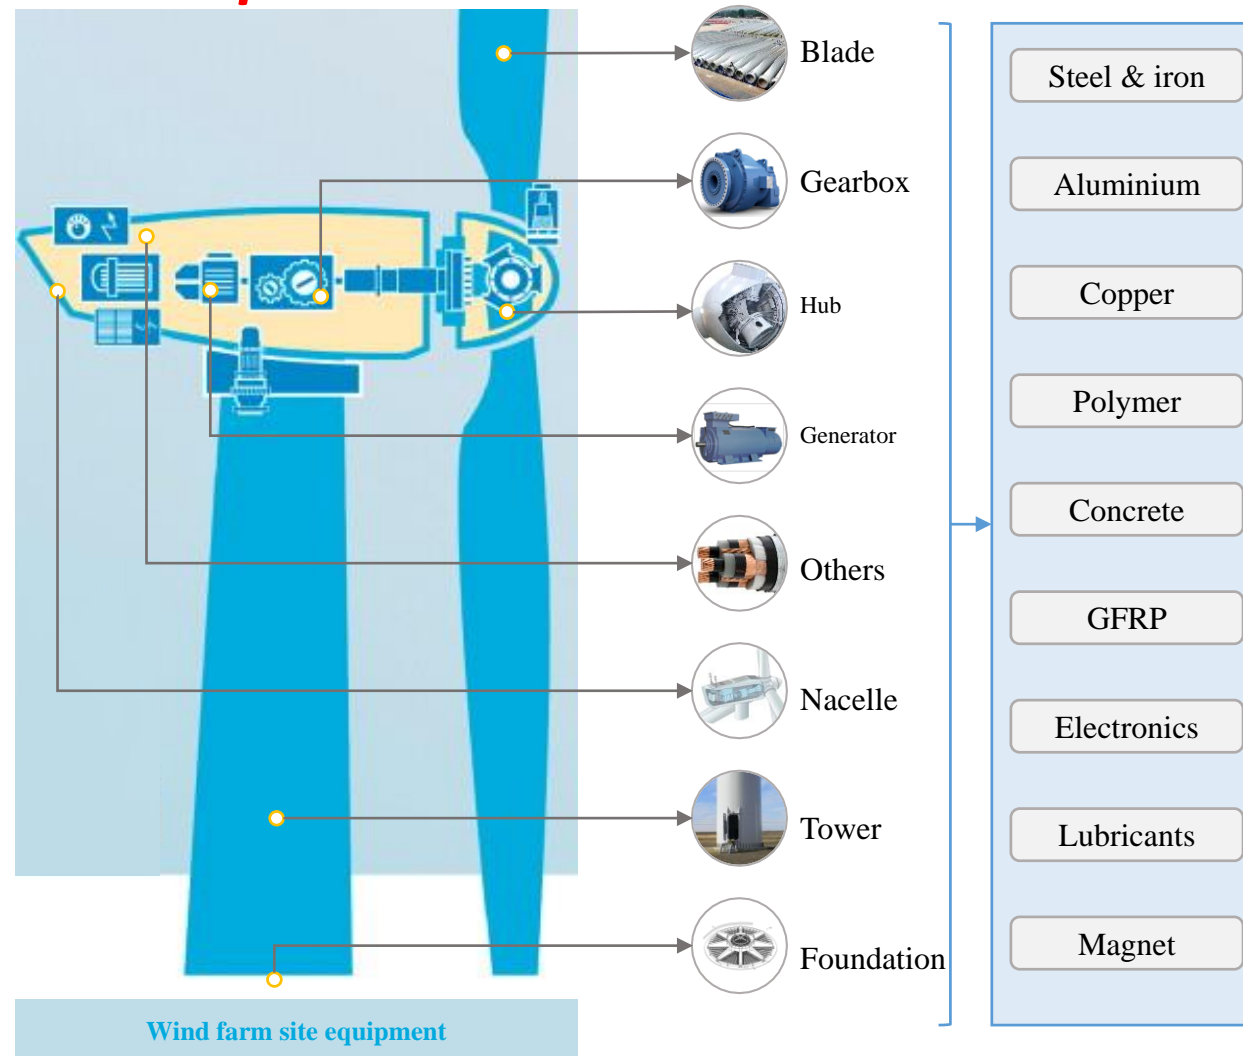 Blade
Gearbox
Hub
Generator
Others
Nacelle
Tower
Foundation
Steel & iron
Aluminium
Copper
Polymer
Concrete
GFRP
Electronics
Lubricants
Magnet
Wind farm site equipment